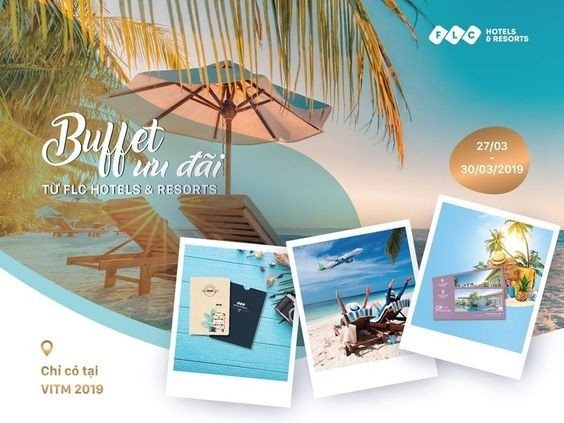 FLC HOTELS
& RESORTS
Buffet
ưu đãi
TỪ FLC HOTELS & RESORTS
27/03
-
30/03/2019
Chỉ có tại
VITM 2019